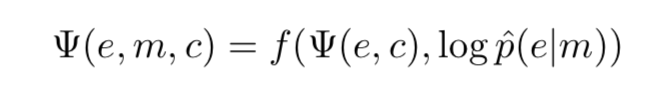 Ψ(e, m, c) = f(Ψ(e, c), log p̂(e|m))